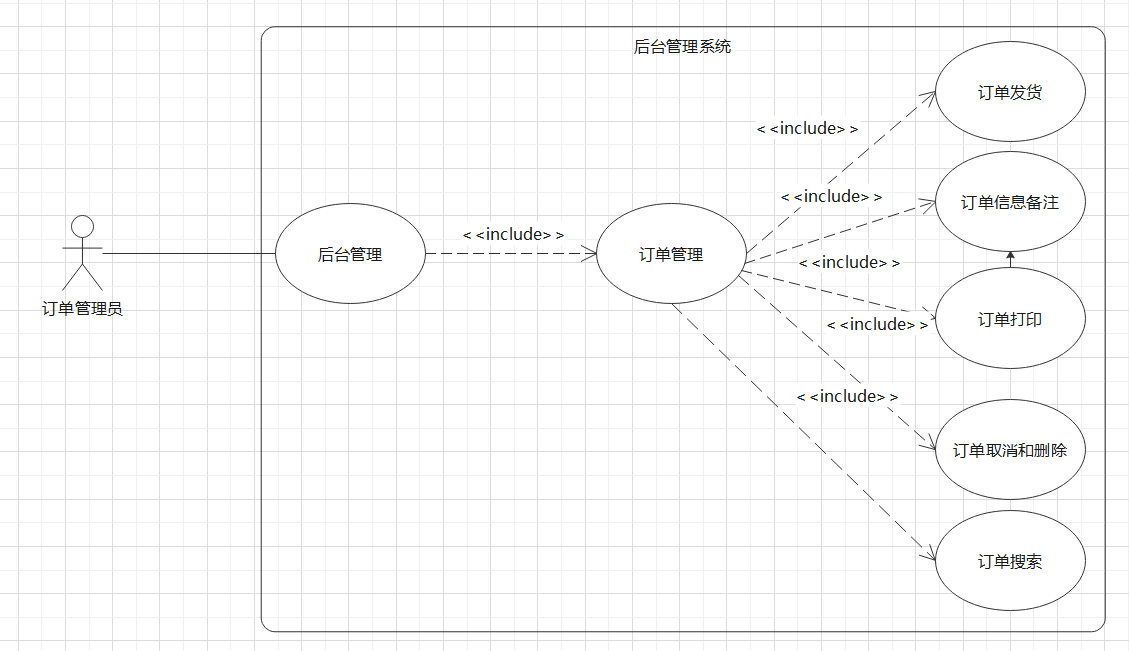 后台管理系统
订单发货
< <include> >
< <include> >
订单信息备注
< <include> >
后台管理
订单管理
< <include> >
订单管理员
< <include> >
订单打印
< <include> >
订单取消和删除
订单搜索